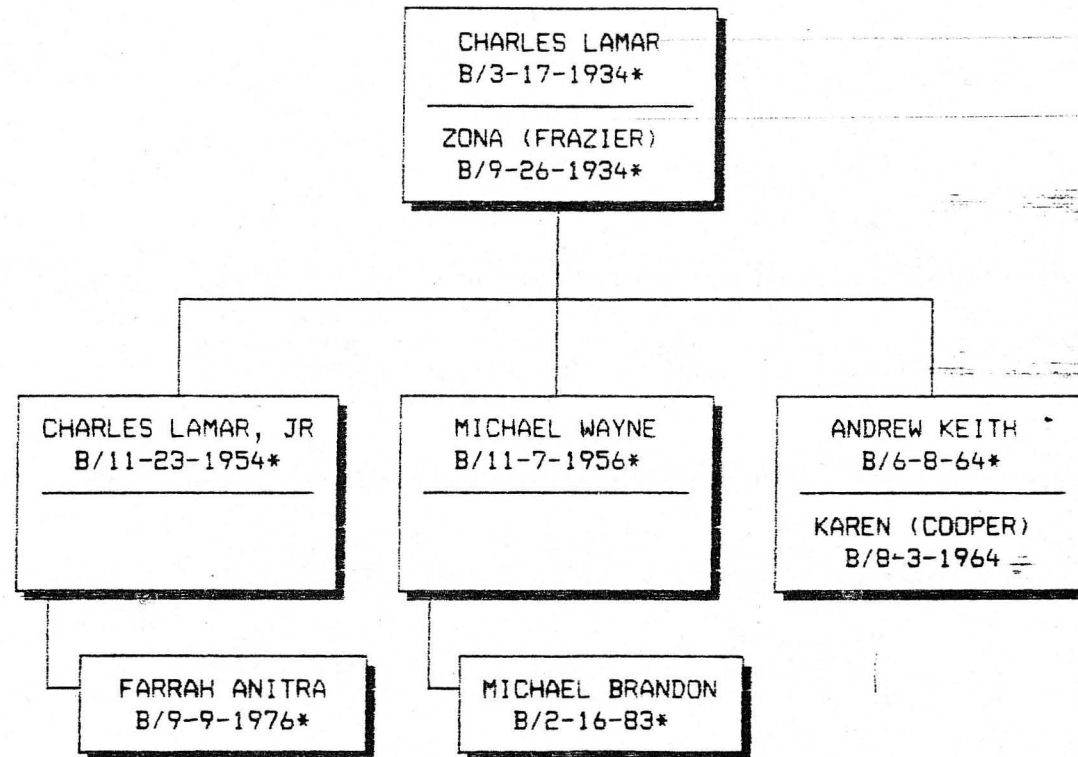 CHARLES LAMAR
B/3-17-1934*
ZONA (FRAZIER)
B/9-26-1934*
CHARLES LAMAR, JR
B/11-23-1954*
MICHAEL WAYNE
B/11-7-1956*
ANDREW KEITH
B/6-8-64*
KAREN (COOPER)
B/8-3-1964
FARRAH ANITRA
B/9-9-1976*
MICHAEL BRANDON
B/2-16-83*